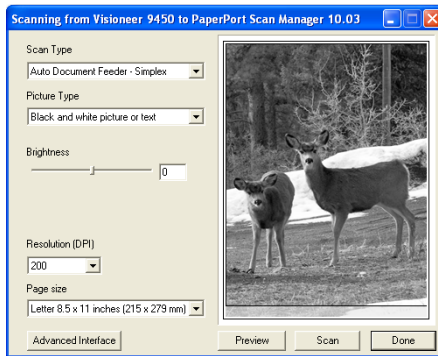 Scanning from Visioneer 9450 to PaperPort Scan Manager 10.03
Scan Type
Auto Document Feeder - Simplex
Picture Type
Black and white picture or text
Brightness
0
Resolution (DPI)
200
Page size
Letter 8.5 x 11 inches (215 x 279 mm)
Advanced Interface
Preview
Scan
Done